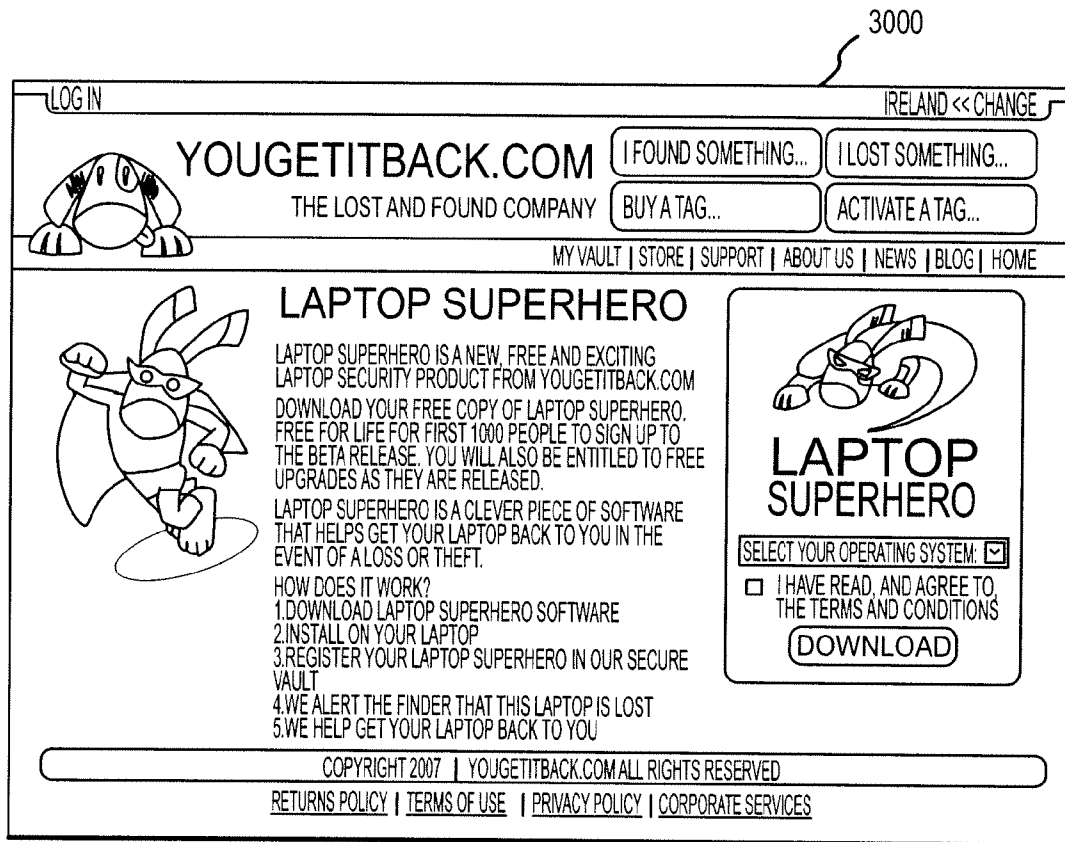 3000
LOG IN
IRELAND << CHANGE
YOUGETITBACK.COM
THE LOST AND FOUND COMPANY
I FOUND SOMETHING...
I LOST SOMETHING...
BUY A TAG...
ACTIVATE A TAG...
MY VAULT | STORE | SUPPORT | ABOUT US | NEWS | BLOG | HOME
LAPTOP SUPERHERO
LAPTOP SUPERHERO IS A NEW, FREE AND EXCITING
LAPTOP SECURITY PRODUCT FROM YOUGETITBACK.COM
DOWNLOAD YOUR FREE COPY OF LAPTOP SUPERHERO.
FREE FOR LIFE FOR FIRST 1000 PEOPLE TO SIGN UP TO
THE BETA RELEASE. YOU WILL ALSO BE ENTITLED TO FREE
UPGRADES AS THEY ARE RELEASED.
LAPTOP SUPERHERO IS A CLEVER PIECE OF SOFTWARE
THAT HELPS GET YOUR LAPTOP BACK TO YOU IN THE
EVENT OF A LOSS OR THEFT.
HOW DOES IT WORK?
1.DOWNLOAD LAPTOP SUPERHERO SOFTWARE
2.INSTALL ON YOUR LAPTOP
3.REGISTER YOUR LAPTOP SUPERHERO IN OUR SECURE
VAULT
4.WE ALERT THE FINDER THAT THIS LAPTOP IS LOST
5.WE HELP GET YOUR LAPTOP BACK TO YOU
LAPTOP
SUPERHERO
SELECT YOUR OPERATING SYSTEM:
I HAVE READ, AND AGREE TO,
THE TERMS AND CONDITIONS
DOWNLOAD
COPYRIGHT 2007 | YOUGETITBACK.COM ALL RIGHTS RESERVED
RETURNS POLICY | TERMS OF USE | PRIVACY POLICY | CORPORATE SERVICES